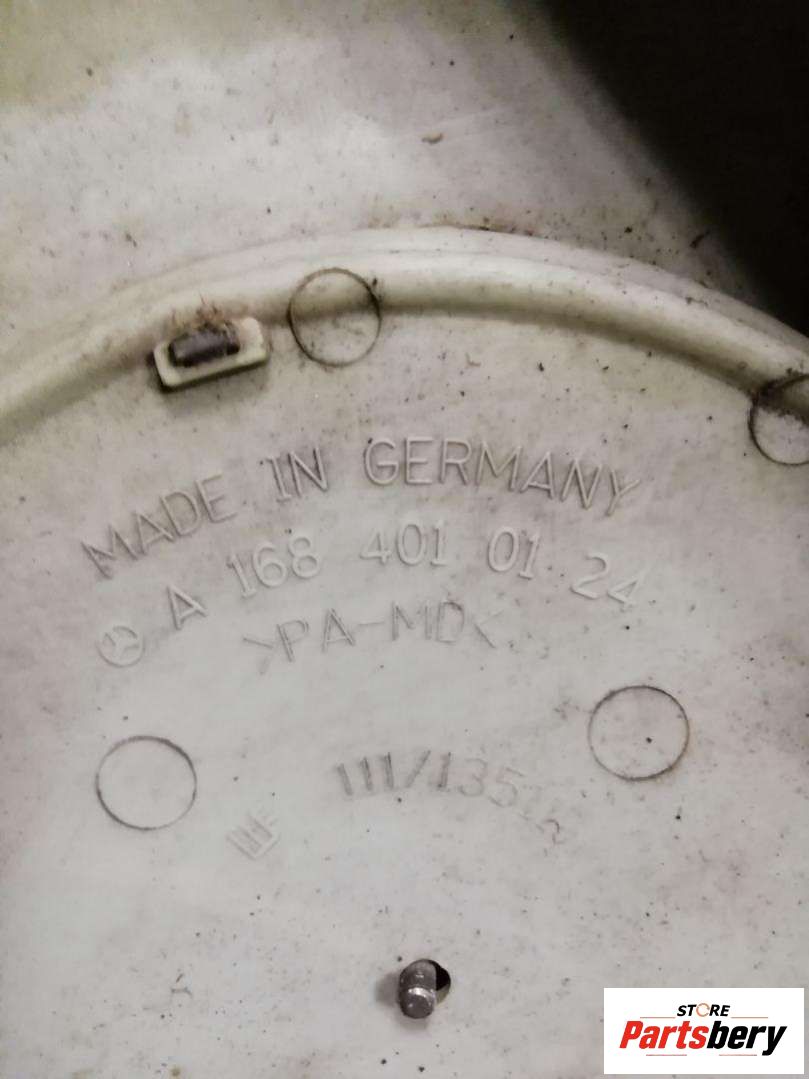 MADE IN GERMANY
A 168 401 01 24
>PA-MD<
STORE
Partsbery